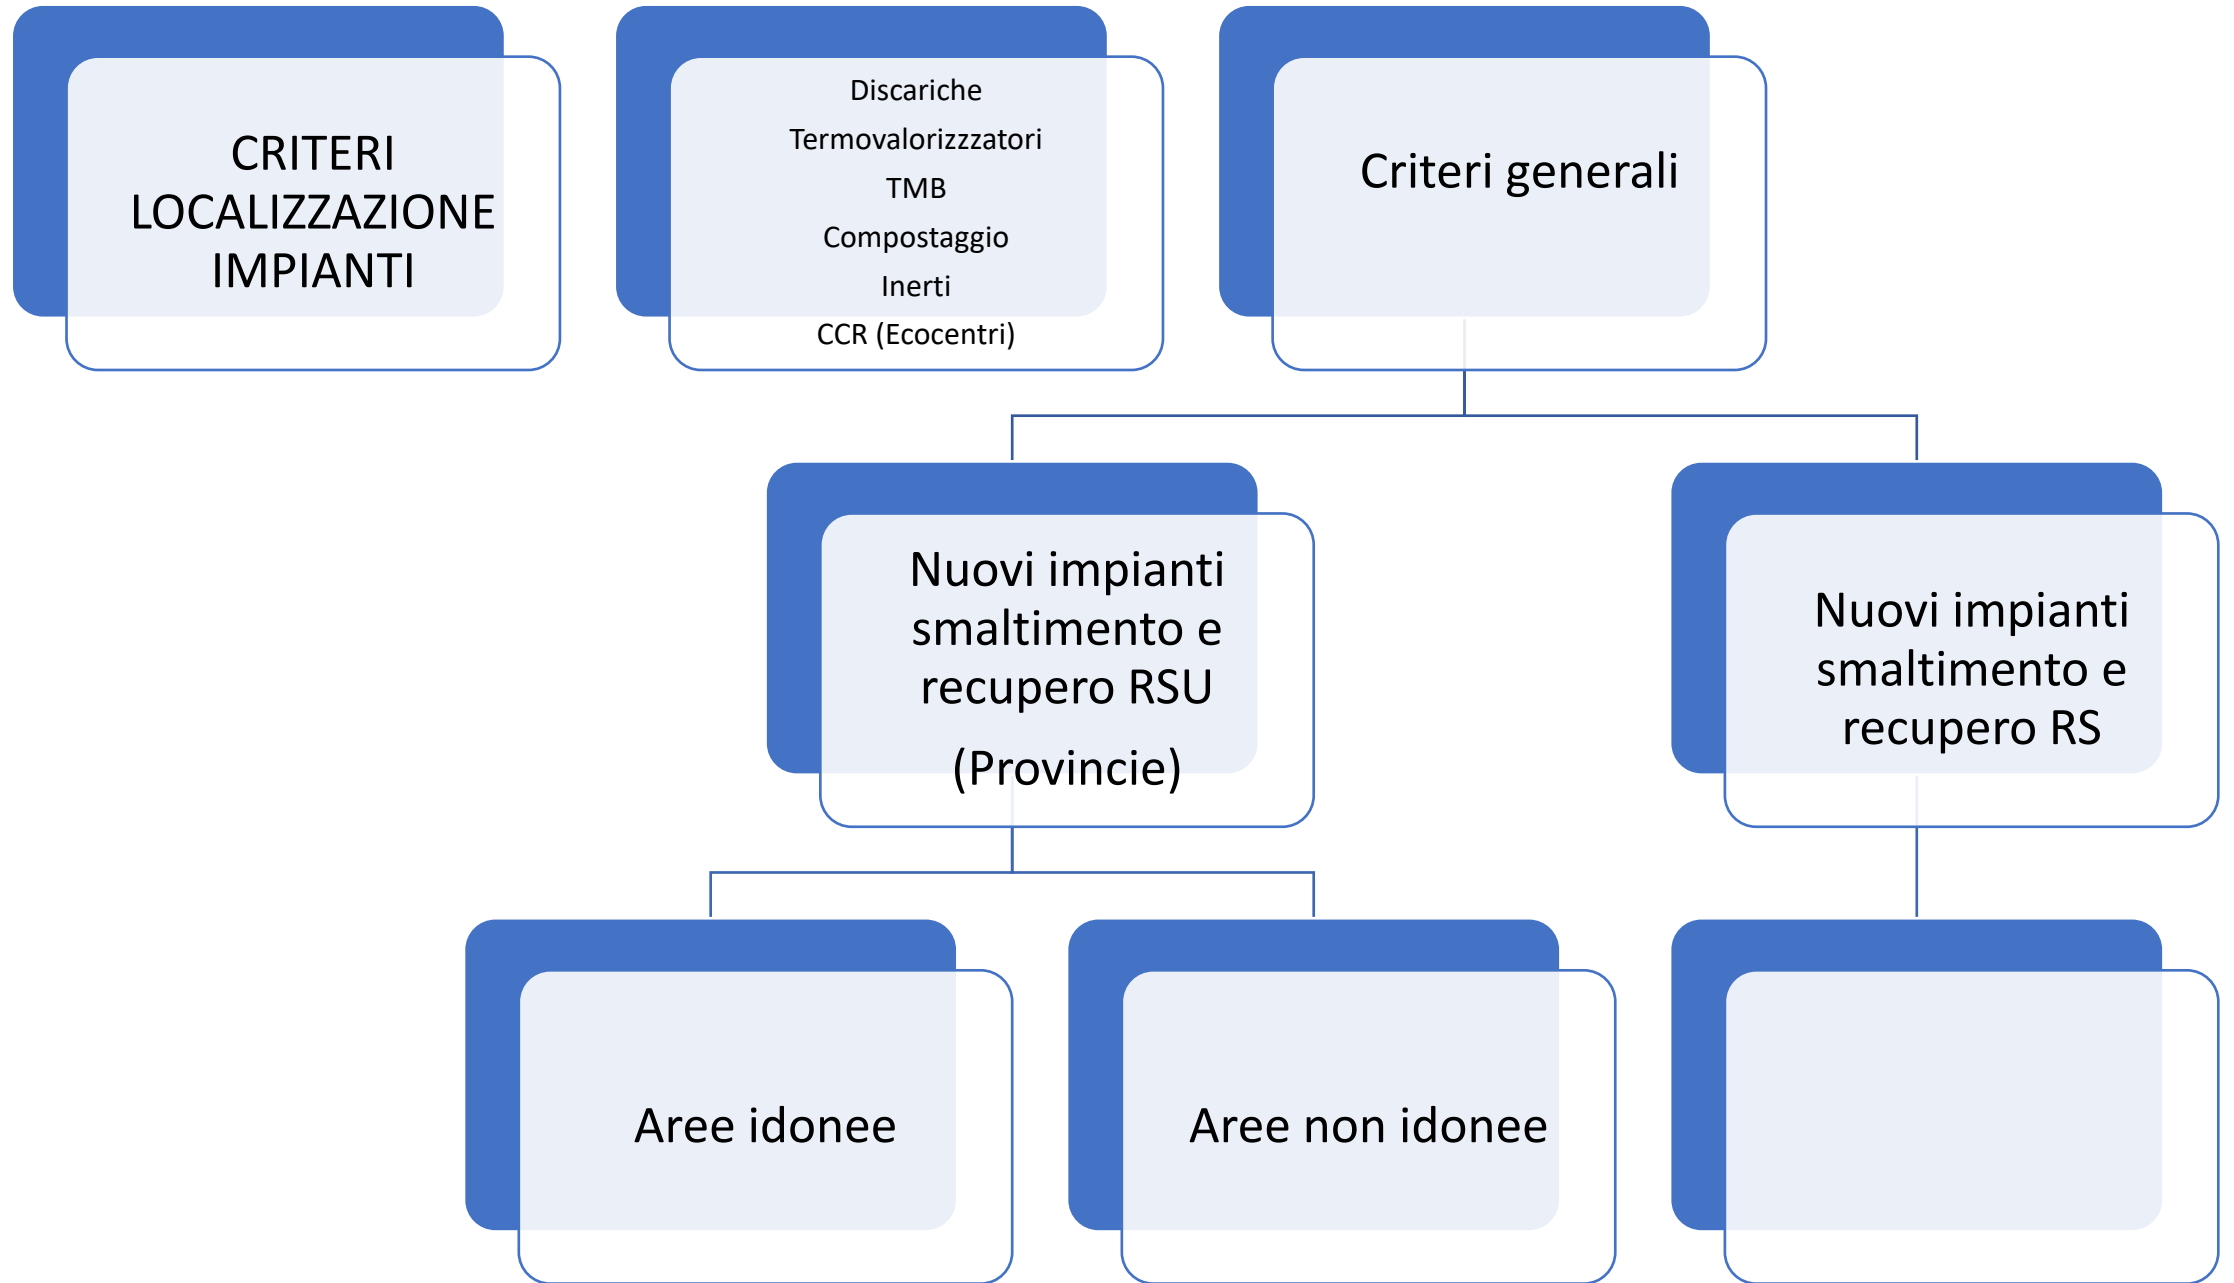 CRITERI
LOCALIZZAZIONE
IMPIANTI
Discariche
Termovalorizzzatori
TMB
Compostaggio
Inerti
CCR (Ecocentri)
Criteri generali
Nuovi impianti
smaltimento e
recupero RSU
(Provincie)
Nuovi impianti
smaltimento e
recupero RS
Aree idonee
Aree non idonee